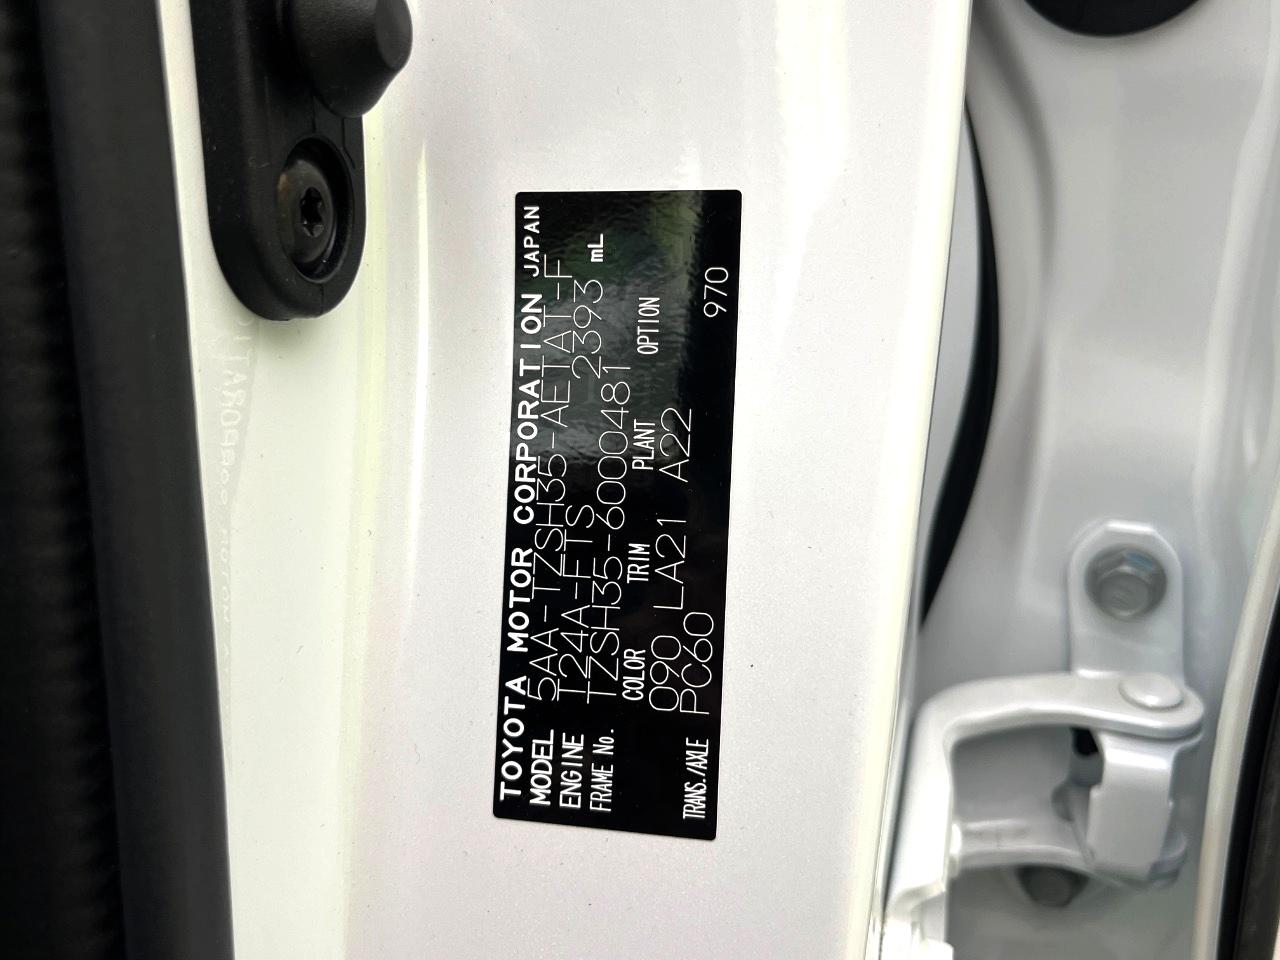 TOYOTA MOTOR CORPORATION JAPAN
MODEL 5AA-TZSH35-AETAT-F
ENGINE T24A-FTS 2393 mL
FRAME No. TZSH35-6000481
COLOR TRIM PLANT OPTION
090 LA21 A22 970
TRANS./AXLE PC60